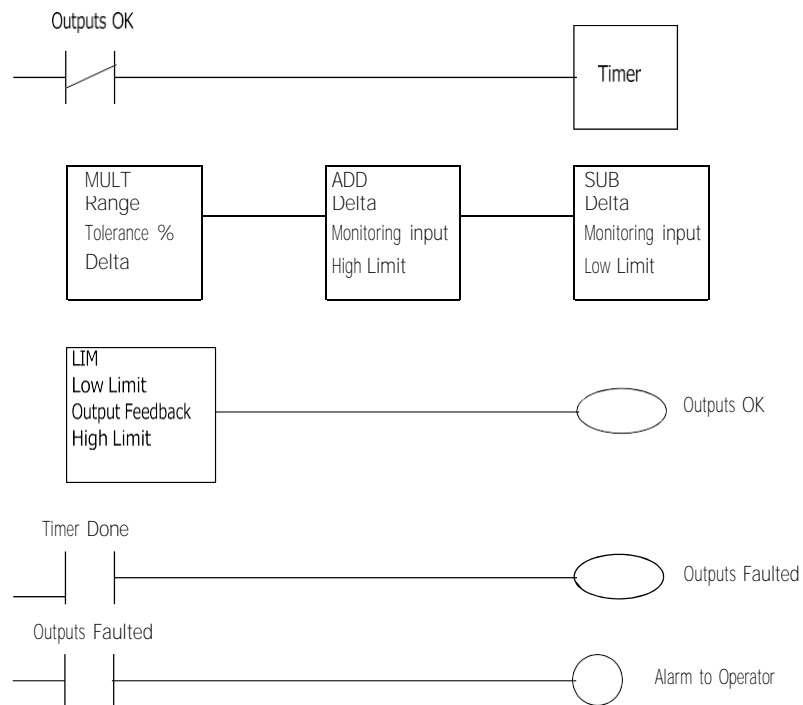 Outputs OK
Timer
MULT
Range
Tolerance %
Delta
ADD
Delta
Monitoring input
High Limit
SUB
Delta
Monitoring input
Low Limit
LIM
Low Limit
Output Feedback
High Limit
Outputs OK
Timer Done
Outputs Faulted
Outputs Faulted
Alarm to Operator